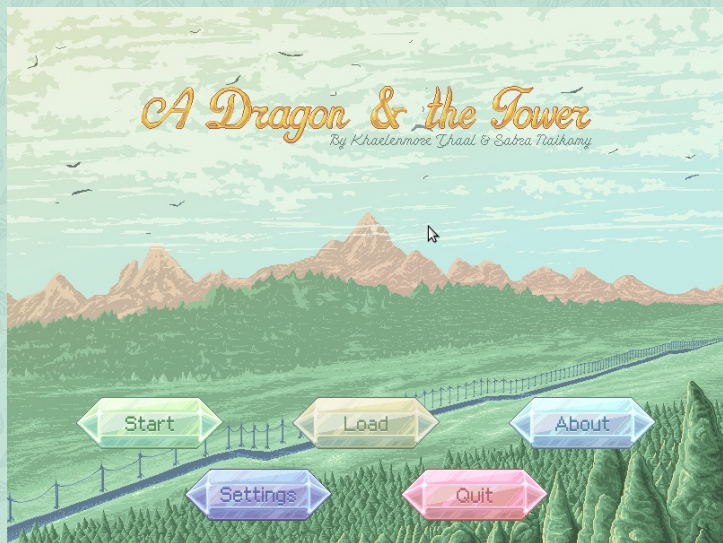 A Dragon & the Tower
By Khaelenmore Thaal & Sabra Naikomy
Start
Load
About
Settings
Quit